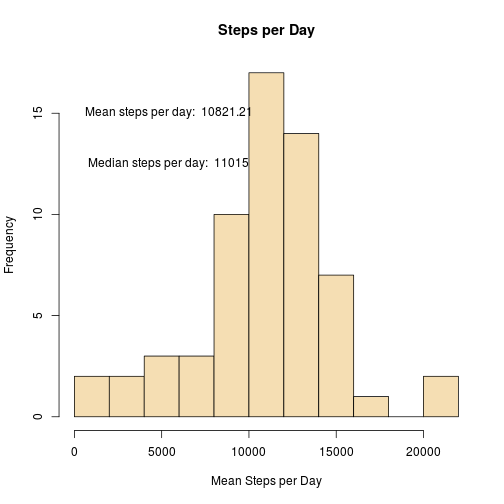 Steps per Day
Mean steps per day:  10821.21
Median steps per day:  11015
Frequency
0
5
10
15
0 5000 10000 15000 20000
Mean Steps per Day